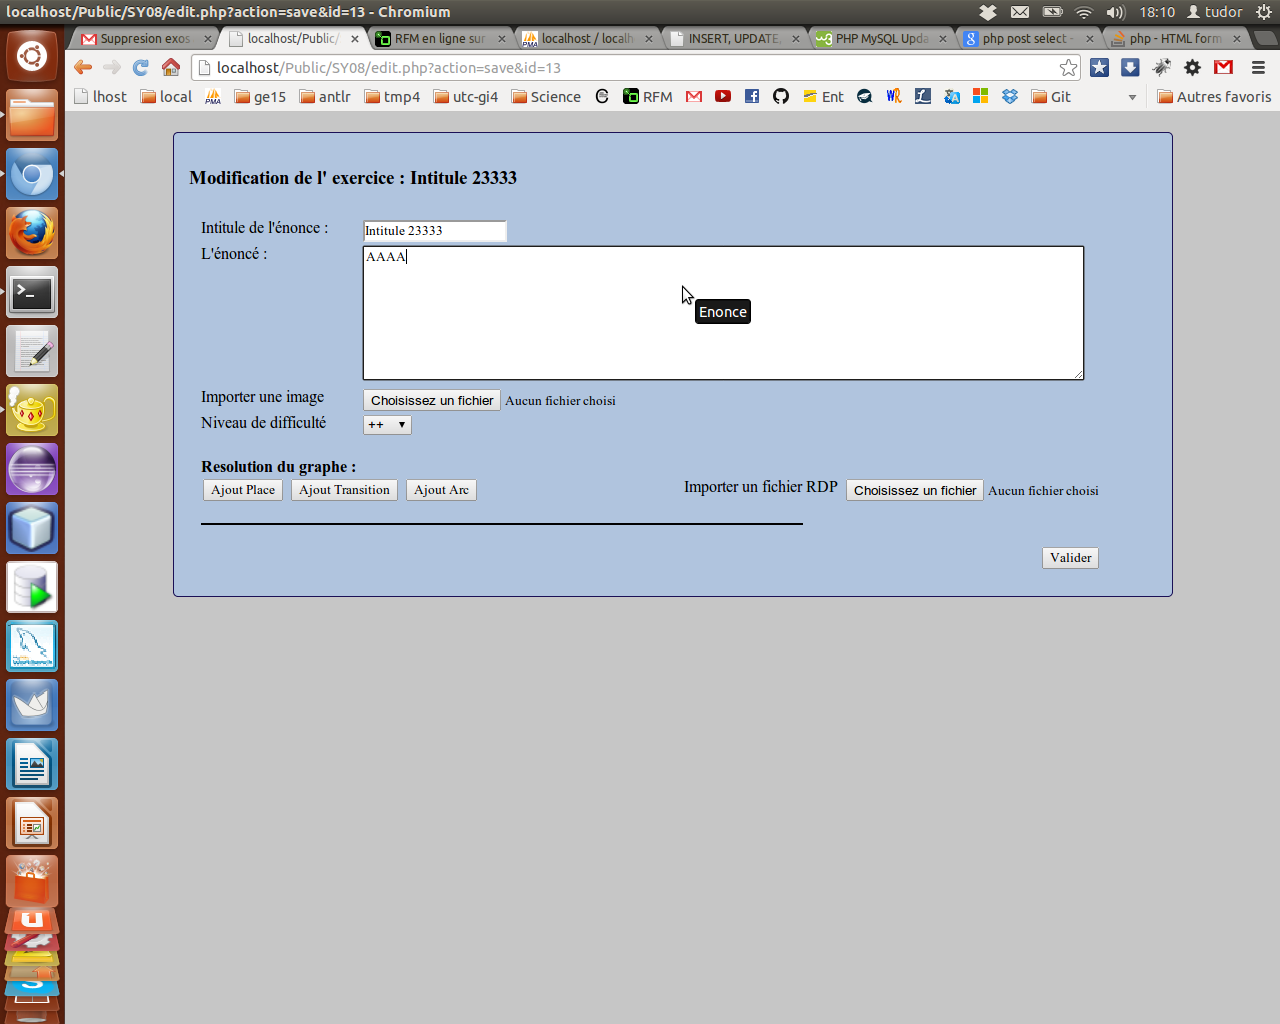 localhost/Public/SY08/edit.php?action=save&id=13 - Chromium
18:10 tudor
Suppresion exos
localhost/Public/
RFM en ligne sur
localhost / localh
INSERT, UPDATE,
PHP MySQL Upda
php post select -
php - HTML form
localhost/Public/SY08/edit.php?action=save&id=13
lhost local ge15 antlr tmp4 utc-gi4 Science RFM Ent Git Autres favoris
Modification de l' exercice : Intitule 23333
Intitule de l'énonce : Intitule 23333
L'énoncé : AAAA
Enonce
Importer une image Choisissez un fichier Aucun fichier choisi
Niveau de difficulté ++
Resolution du graphe :
Ajout Place Ajout Transition Ajout Arc Importer un fichier RDP Choisissez un fichier Aucun fichier choisi
Valider